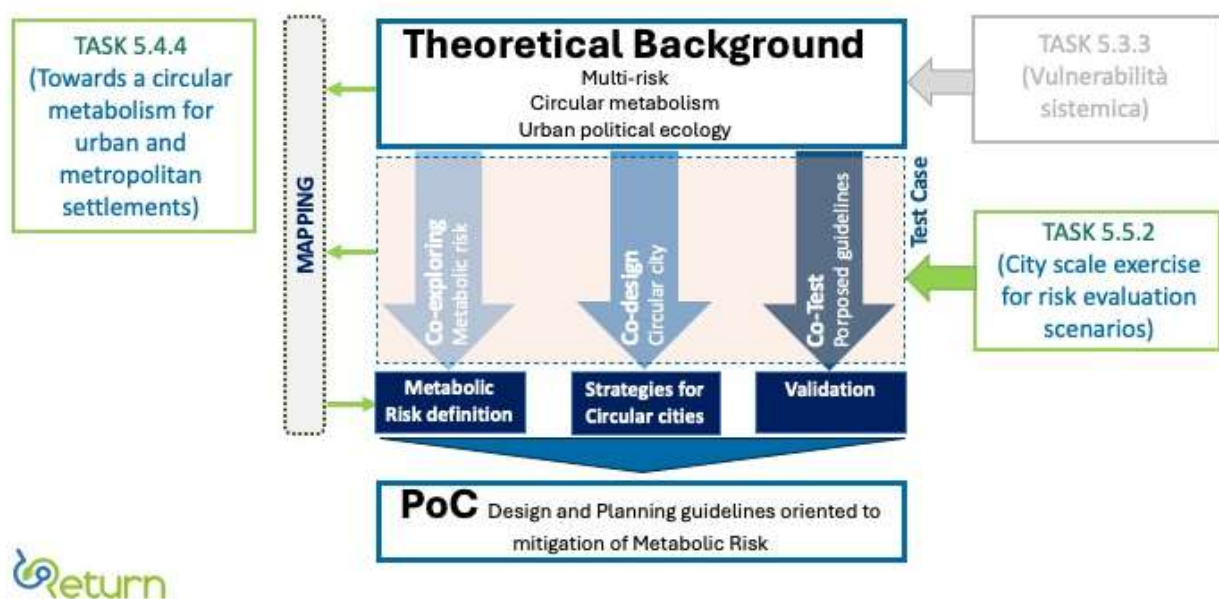 TASK 5.4.4
(Towards a circular
metabolism for
urban and
metropolitan
settlements)
MAPPING
Theoretical Background
Multi-risk
Circular metabolism
Urban political ecology
TASK 5.3.3
(Vulnerabilità
sistemica)
Co-exploring
Metabolic risk
Co-design
Circular city
Co-Test
Porposed guidelines
Test Case
TASK 5.5.2
(City scale exercise
for risk evaluation
scenarios)
Metabolic
Risk definition
Strategies for
Circular cities
Validation
PoC Design and Planning guidelines oriented to
mitigation of Metabolic Risk
Return